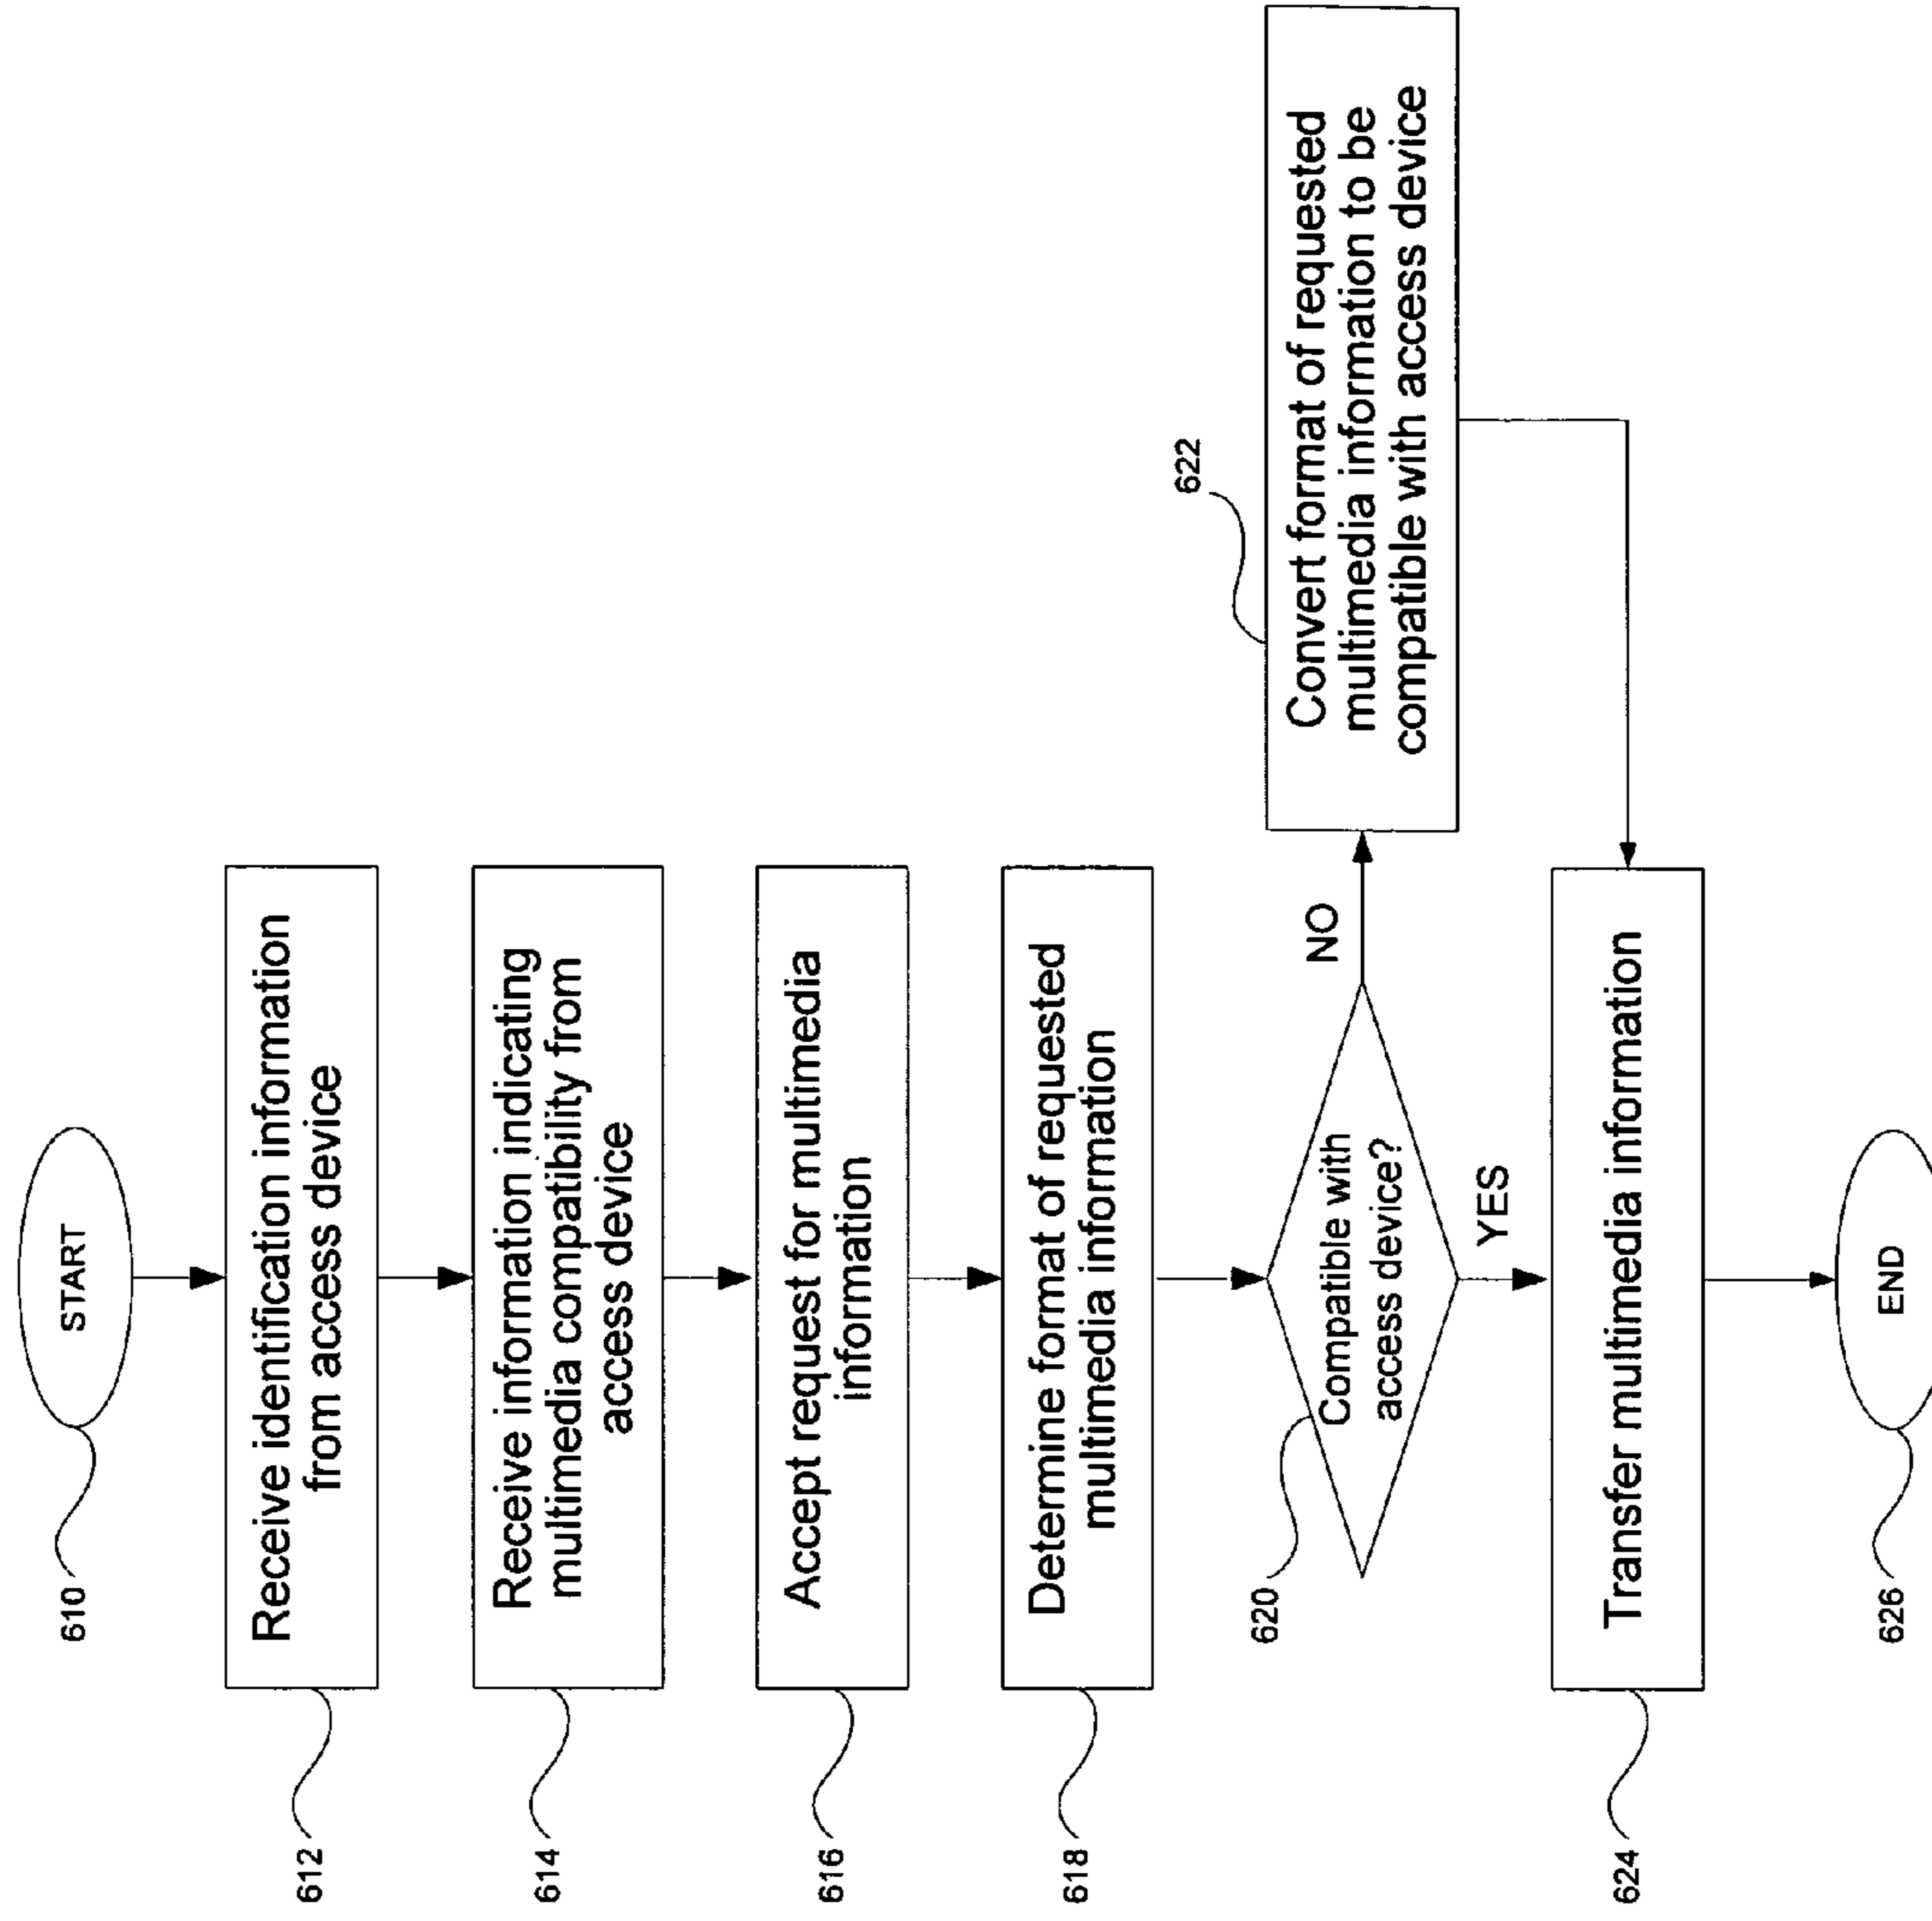 START
610
Receive identification information
from access device
612
Receive information indicating
multimedia compatibility from
access device
614
Accept request for multimedia
information
616
Determine format of requested
multimedia information
618
Compatible with
access device?
620
NO
YES
622
Convert format of requested
multimedia information to be
compatible with access device
Transfer multimedia information
624
END
626